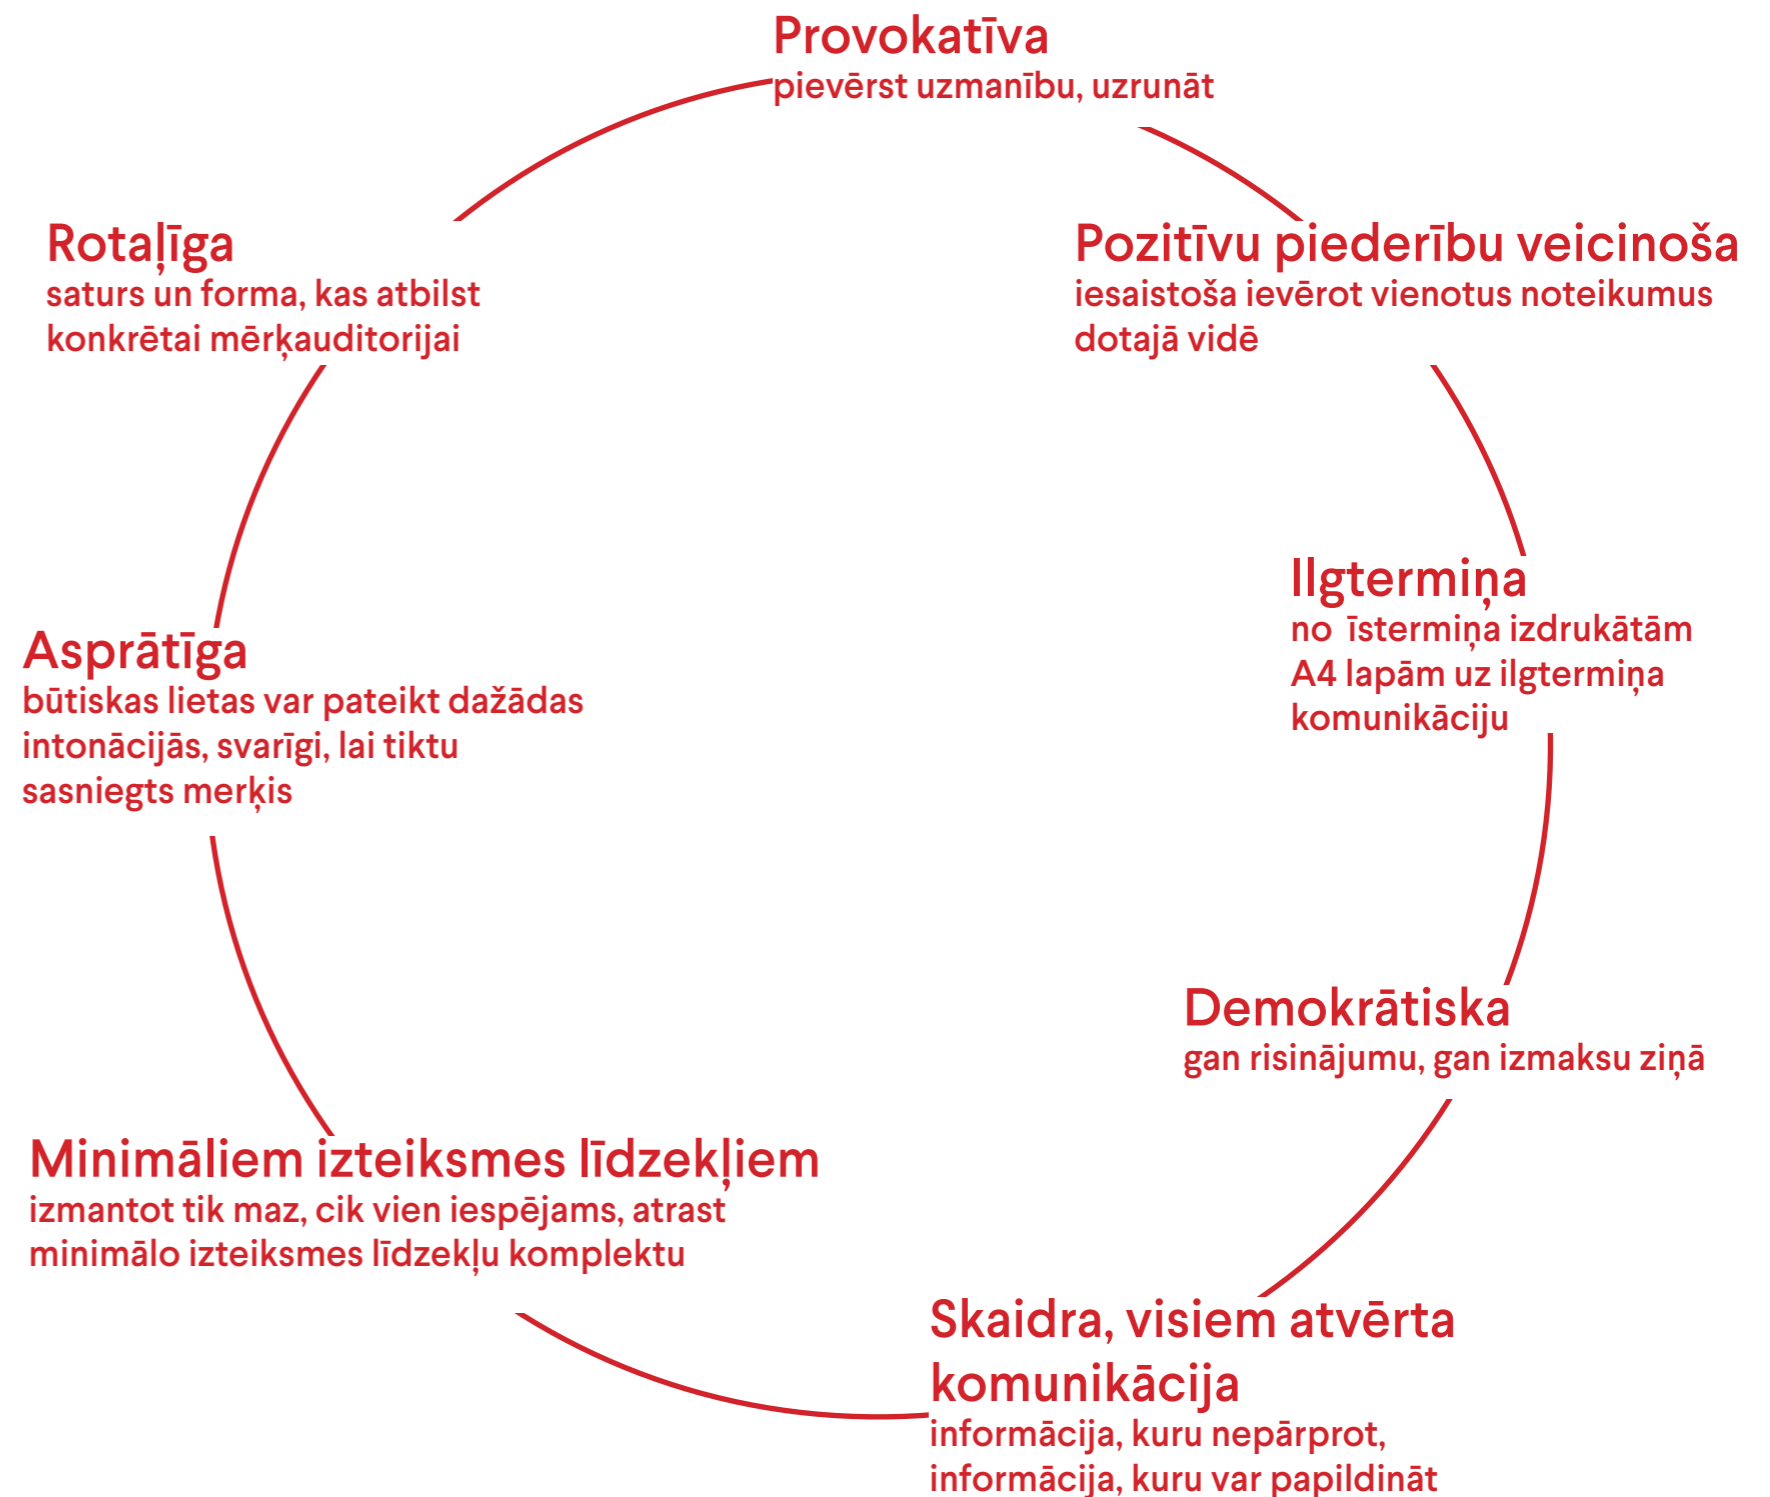 Provokatīva
pievērst uzmanību, uzrunāt
Pozitīvu piederību veicinoša
iesaistoša ievērot vienotus noteikumus
dotajā vidē
Ilgtermiņa
no īstermiņa izdrukātām
A4 lapām uz ilgtermiņa
komunikāciju
Demokrātiska
gan risinājumu, gan izmaksu ziņā
Skaidra, visiem atvērta
komunikācija
informācija, kuru nepārprot,
informācija, kuru var papildināt
Minimāliem izteiksmes līdzekļiem
izmantot tik maz, cik vien iespējams, atrast
minimālo izteiksmes līdzekļu komplektu
Asprātīga
būtiskas lietas var pateikt dažādas
intonācijās, svarīgi, lai tiktu
sasniegts merķis
Rotaļīga
saturs un forma, kas atbilst
konkrētai mērķauditorijai